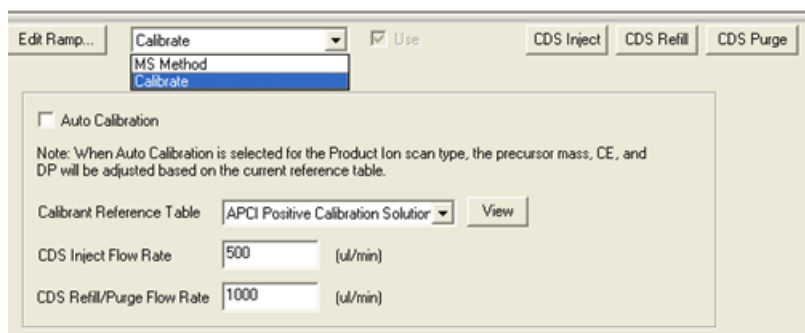 Edit Ramp... Calibrate Use CDS Inject CDS Refill CDS Purge
MS Method
Calibrate
Auto Calibration
Note: When Auto Calibration is selected for the Product Ion scan type, the precursor mass, CE, and
DP will be adjusted based on the current reference table.
Calibrant Reference Table APCI Positive Calibration Solution View
CDS Inject Flow Rate 500 (ul/min)
CDS Refill/Purge Flow Rate 1000 (ul/min)